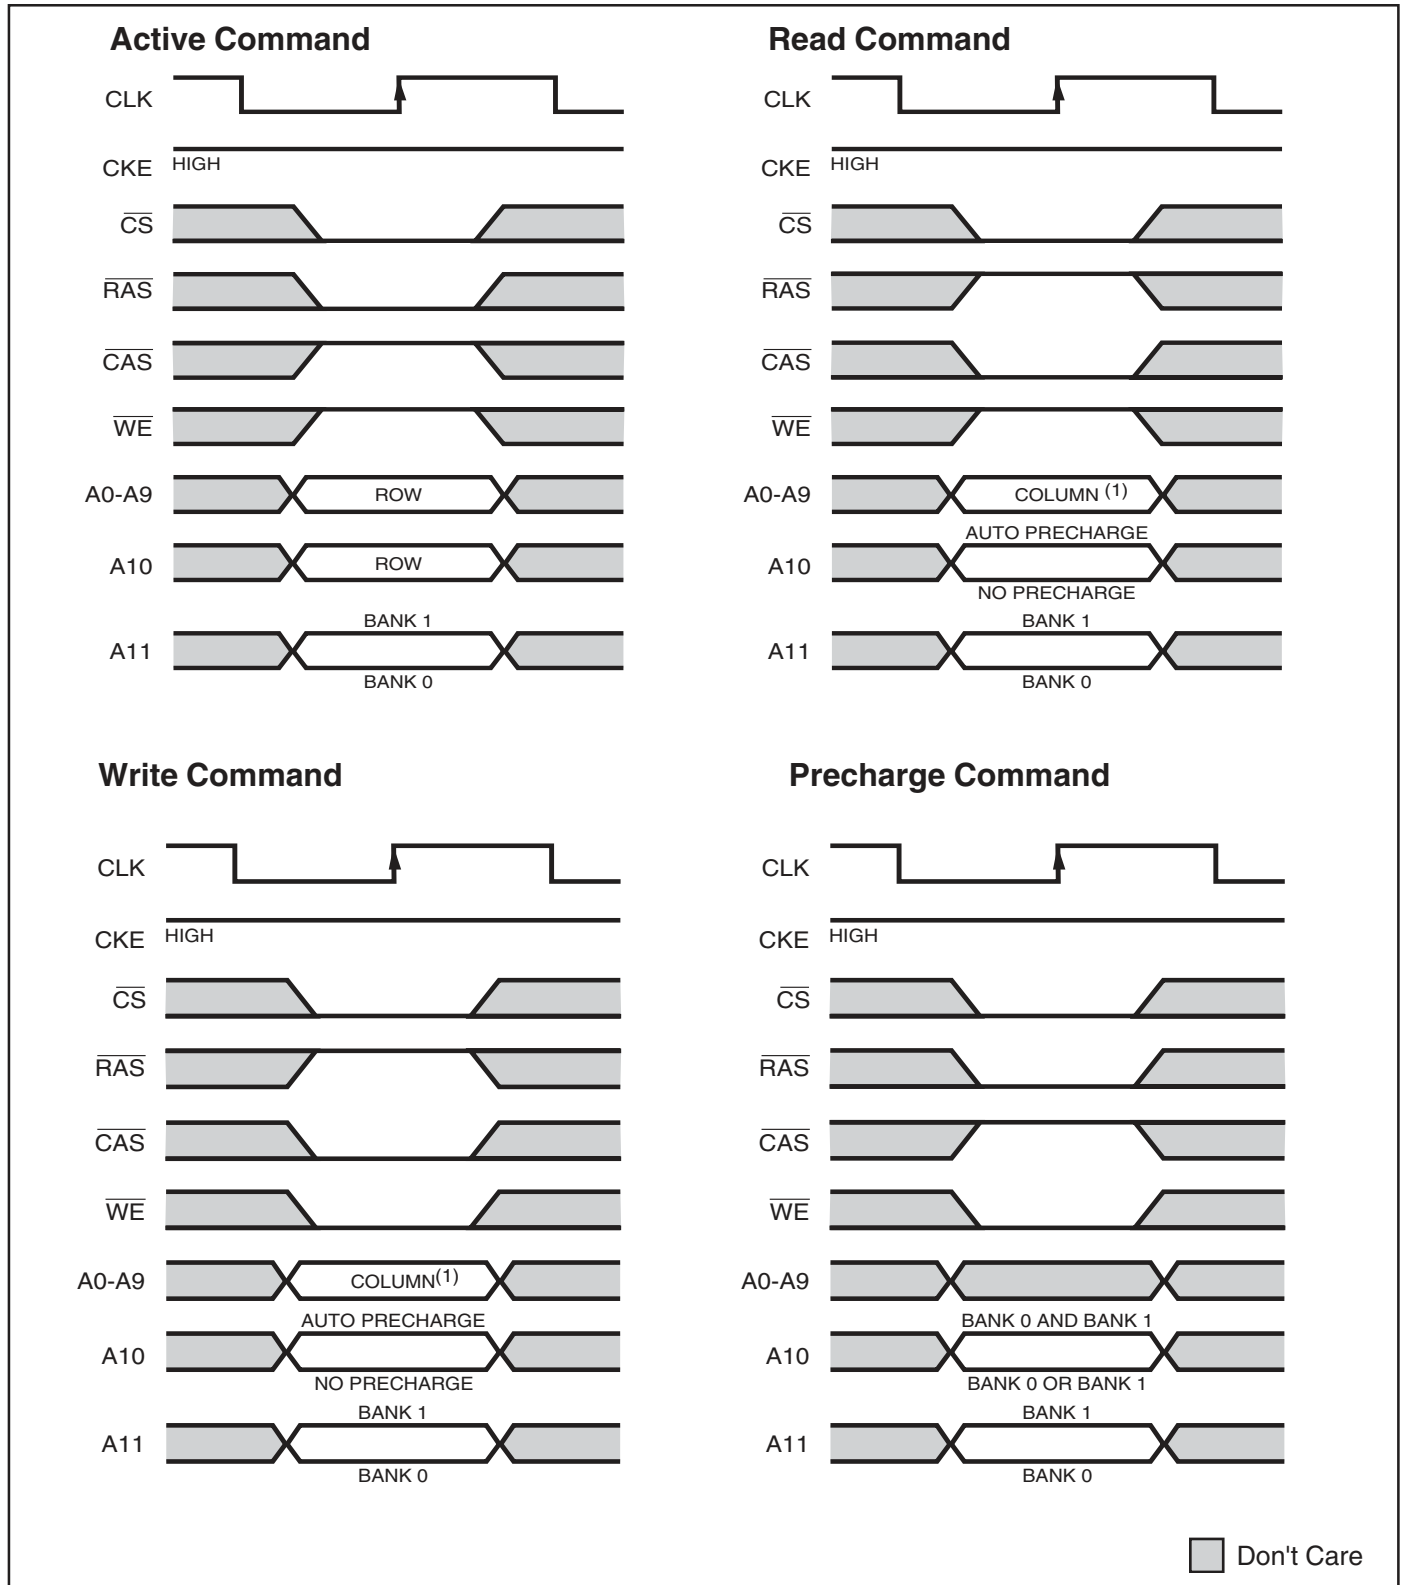 Active Command
CLK
CKE HIGH
CS
RAS
CAS
WE
A0-A9 ROW
A10 ROW
BANK 1
A11
BANK 0
Read Command
CLK
CKE HIGH
CS
RAS
CAS
WE
A0-A9 COLUMN (1)
AUTO PRECHARGE
A10
NO PRECHARGE
BANK 1
A11
BANK 0
Write Command
CLK
CKE HIGH
CS
RAS
CAS
WE
A0-A9 COLUMN(1)
AUTO PRECHARGE
A10
NO PRECHARGE
BANK 1
A11
BANK 0
Precharge Command
CLK
CKE HIGH
CS
RAS
CAS
WE
A0-A9
BANK 0 AND BANK 1
A10
BANK 0 OR BANK 1
BANK 1
A11
BANK 0
Don't Care